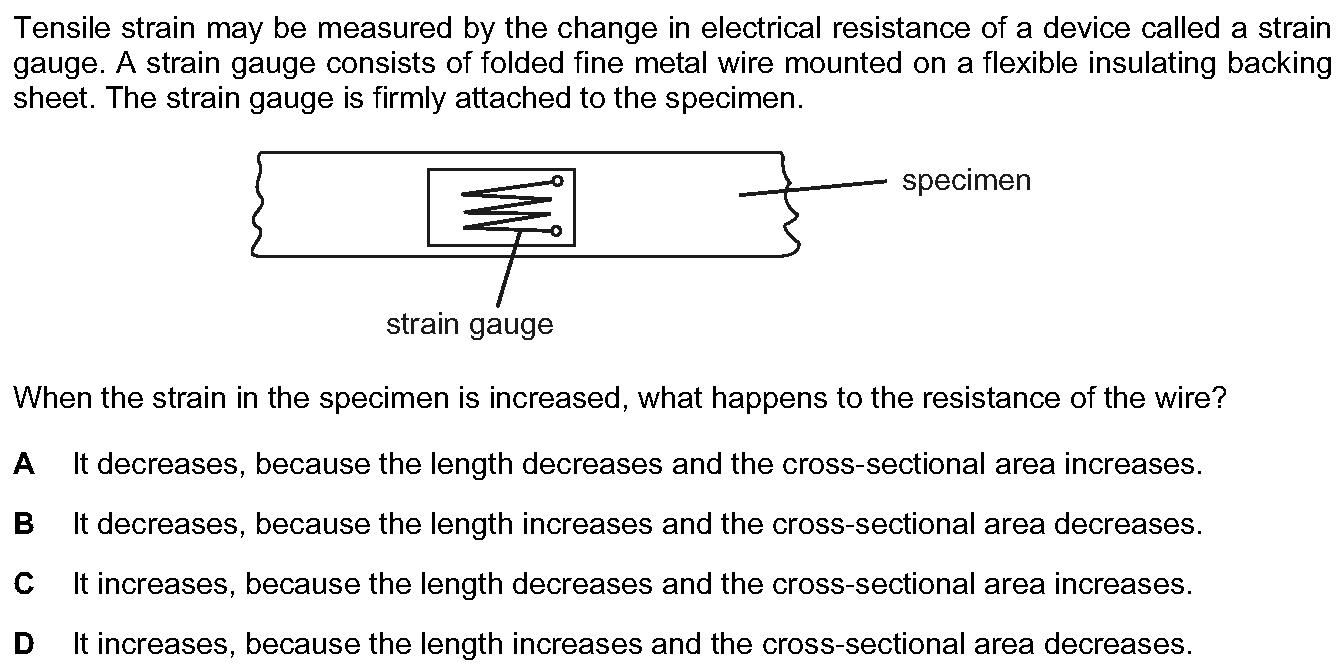 Tensile strain may be measured by the change in electrical resistance of a device called a strain
gauge. A strain gauge consists of folded fine metal wire mounted on a flexible insulating backing
sheet. The strain gauge is firmly attached to the specimen.
specimen
strain gauge
When the strain in the specimen is increased, what happens to the resistance of the wire?
A It decreases, because the length decreases and the cross-sectional area increases.
B It decreases, because the length increases and the cross-sectional area decreases.
C It increases, because the length decreases and the cross-sectional area increases.
D It increases, because the length increases and the cross-sectional area decreases.